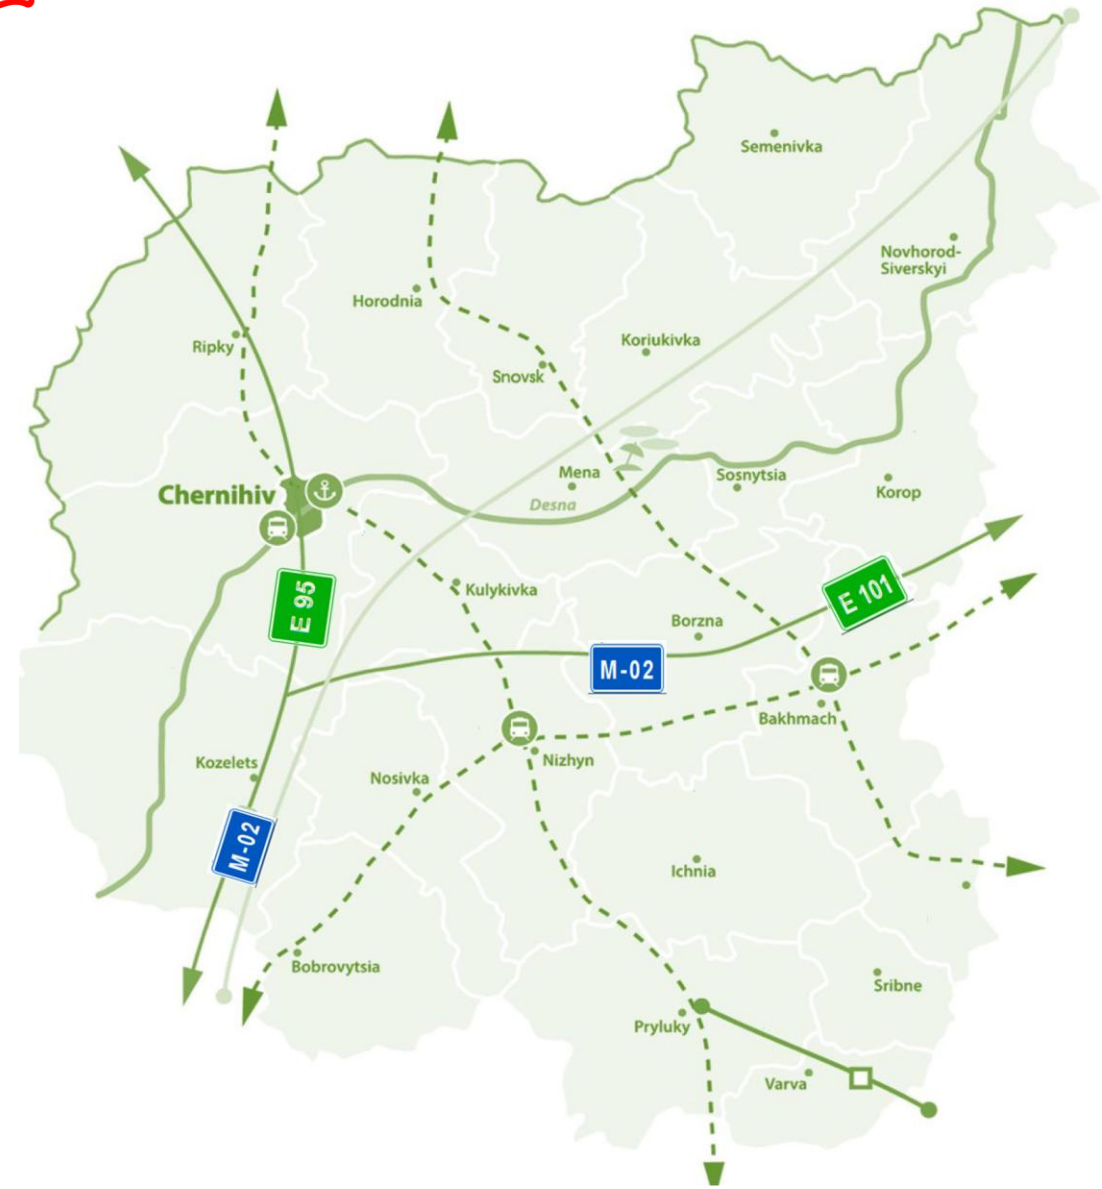 Semenivka
Novhorod-
Siverskyi
Horodnia
Koriukivka
Ripky
Snovsk
Mena
Sosnytsia
Korop
Chernihiv
Desna
Kulykivka
E 95
E 101
Borzna
M-02
Bakhmach
Kozelets
Nosivka
Nizhyn
M-02
Ichnia
Bobrovytsia
Sribne
Pryluky
Varva